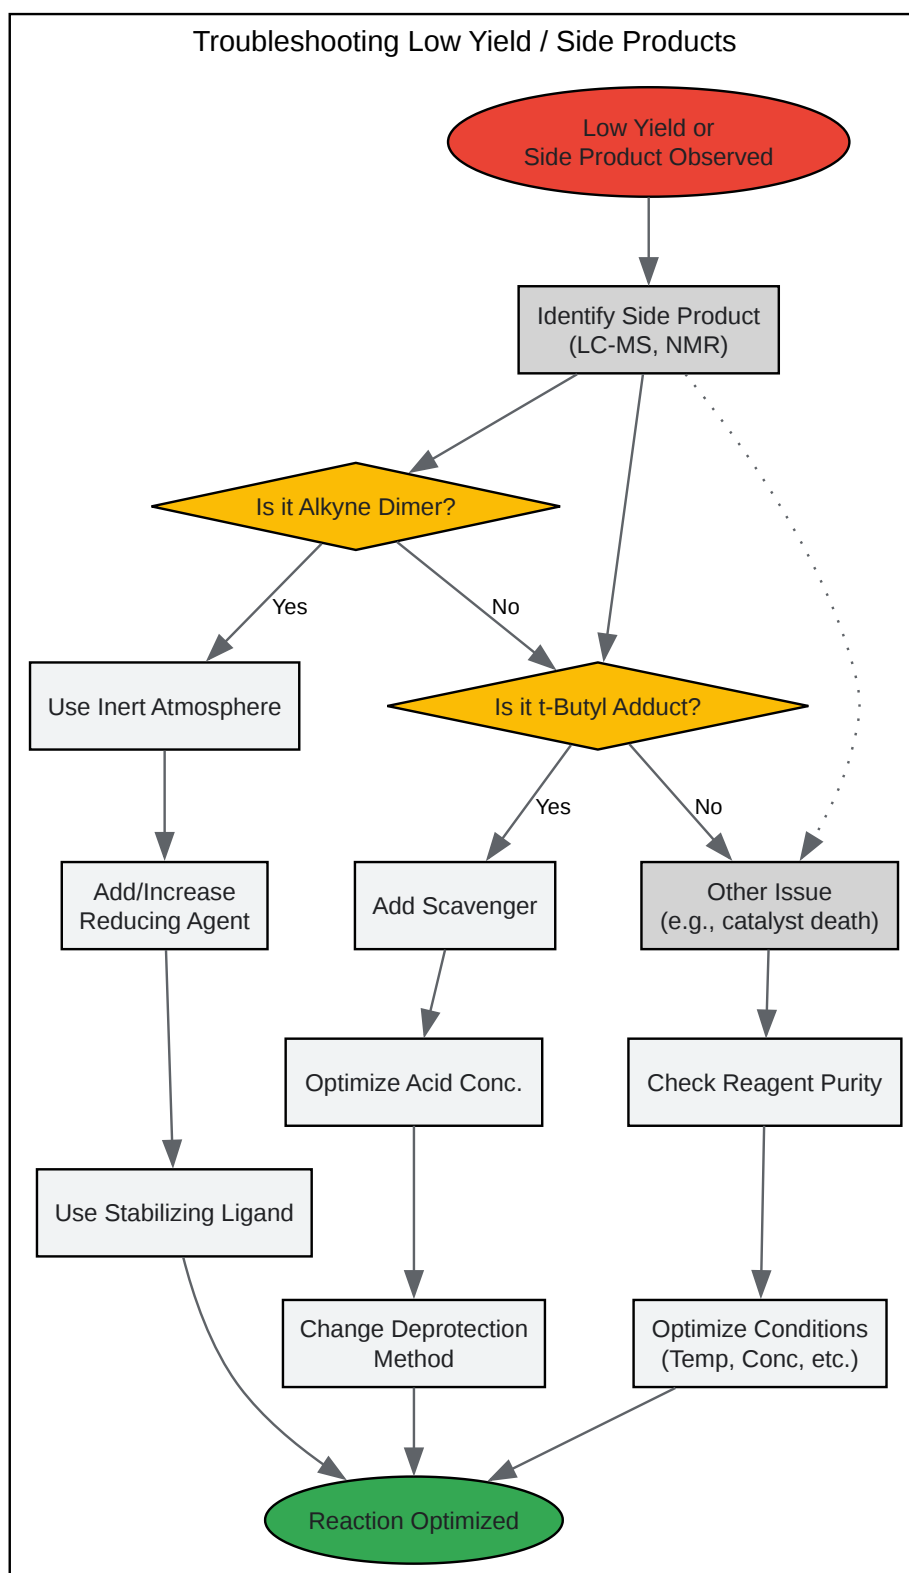 Troubleshooting Low Yield / Side Products
Low Yield or
Side Product Observed
Identify Side Product
(LC-MS, NMR)
Is it Alkyne Dimer?
Yes
No
Use Inert Atmosphere
Is it t-Butyl Adduct?
Yes
No
Add/Increase
Reducing Agent
Add Scavenger
Other Issue
(e.g., catalyst death)
Optimize Acid Conc.
Check Reagent Purity
Use Stabilizing Ligand
Change Deprotection
Method
Optimize Conditions
(Temp, Conc, etc.)
Reaction Optimized